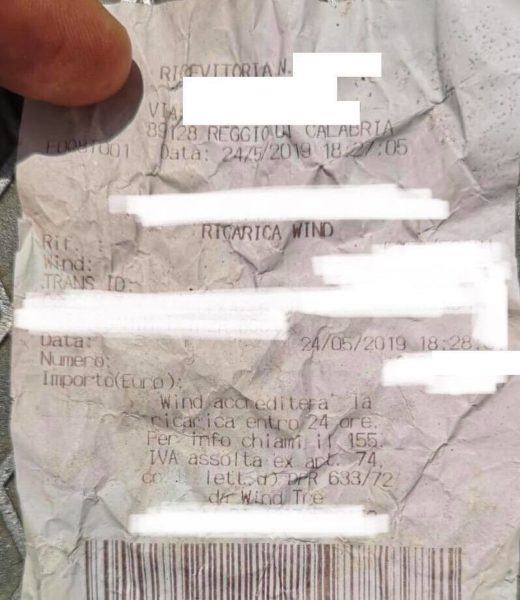 RICEVITORIA N.
VIA
89128 REGGIO DI CALABRIA
Data: 24/5/2019 18:27:05
RICARICA WIND
Rif. :
Wind:
TRANS ID:
Data: 24/05/2019 18:28:
Numero:
Importo(Euro):
Wind accreditera' la
ricarica entro 24 ore.
Per info chiami il 155.
IVA assolta ex art. 74,
lett.d) DPR 633/72
da Wind Tre